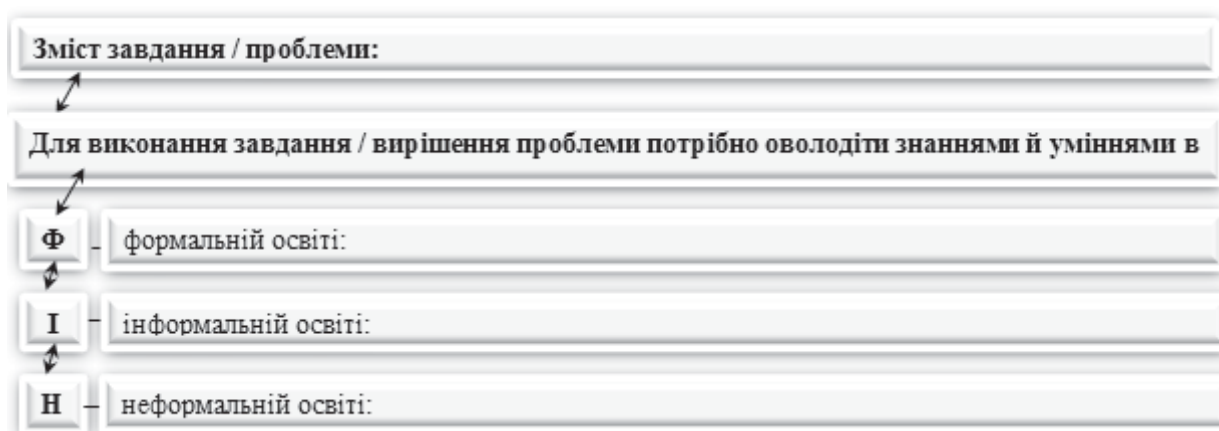 Зміст завдання / проблеми:
Для виконання завдання / вирішення проблеми потрібно оволодіти знаннями й уміннями в
Ф – формальній освіті:
І – інформальній освіті:
Н – неформальній освіті: